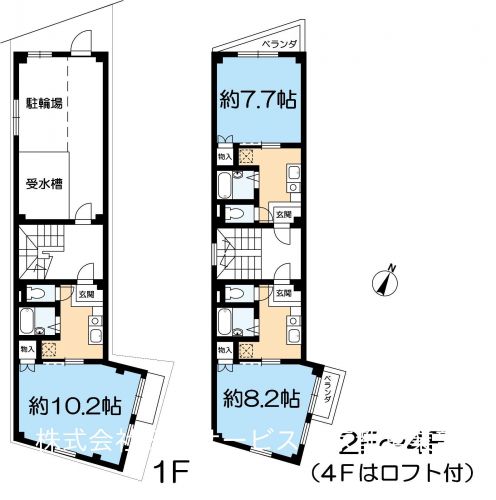 ベランダ
約7.7帖
駐輪場
物入
受水槽
玄関
玄関
玄関
物入
物入
約10.2帖
約8.2帖
ベランダ
N
株式会社
ービス
1F
2F〜4F
(4Fはロフト付)